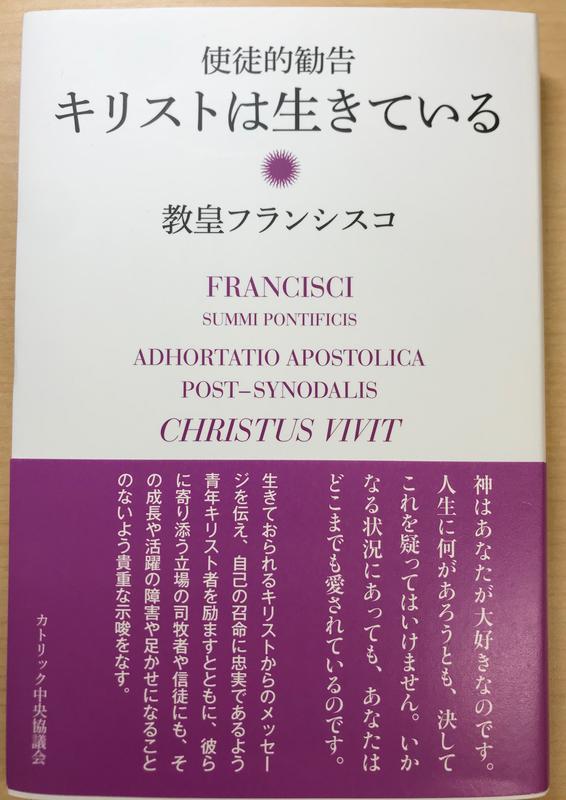 使徒的勧告
キリストは生きている
教皇フランシスコ
FRANCISCI
SUMMI PONTIFICIS
ADHORTATIO APOSTOLICA
POST–SYNODALIS
CHRISTUS VIVIT
神はあなたが大好きなのです。
人生に何があろうとも、決して
これを疑ってはいけません。いか
なる状況にあっても、あなたは
どこまでも愛されているのです。
生きておられるキリストからのメッセー
ジを伝え、自己の召命に忠実であるよう
青年キリスト者を励ますとともに、彼ら
に寄り添う立場の司牧者や信徒にも、そ
の成長や活躍の障害や足かせになること
のないよう貴重な示唆をなす。
カトリック中央協議会